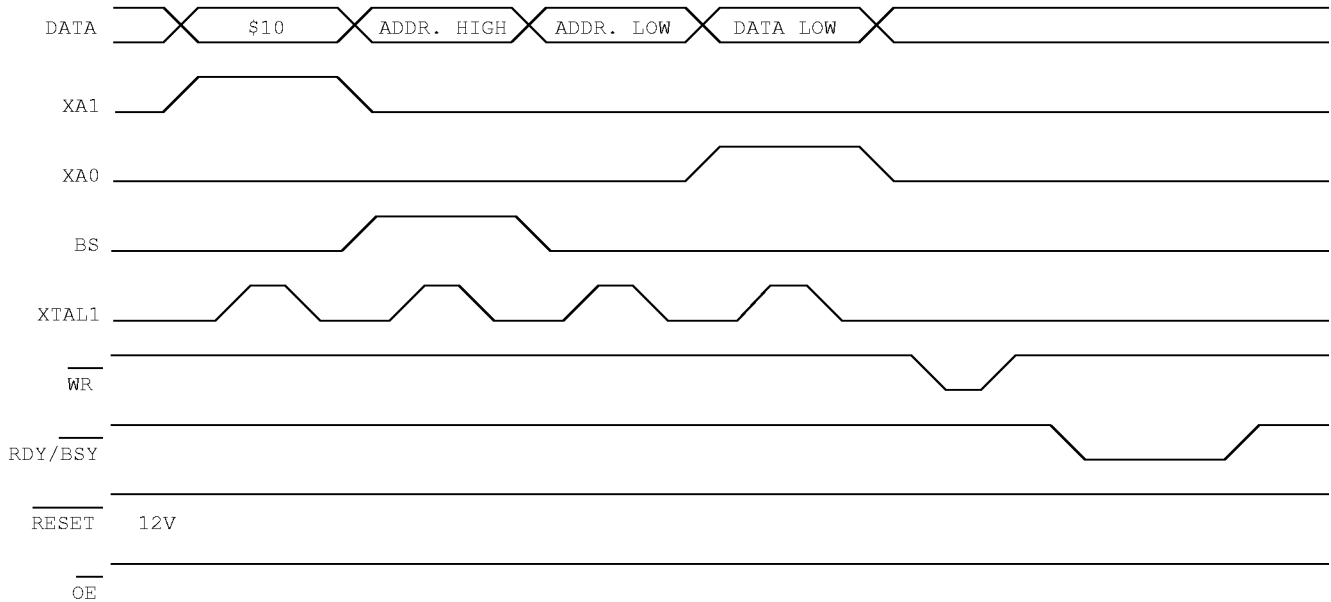 DATA $10 ADDR. HIGH ADDR. LOW DATA LOW
XA1
XA0
BS
XTAL1
WR
RDY/BSY
RESET 12V
OE